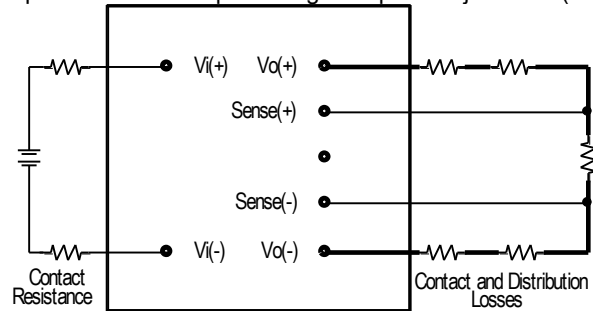 Vi(+) Vo(+)
Sense(+)
Sense(-)
Vi(-) Vo(-)
Contact
Resistance
Contact and Distribution
Losses